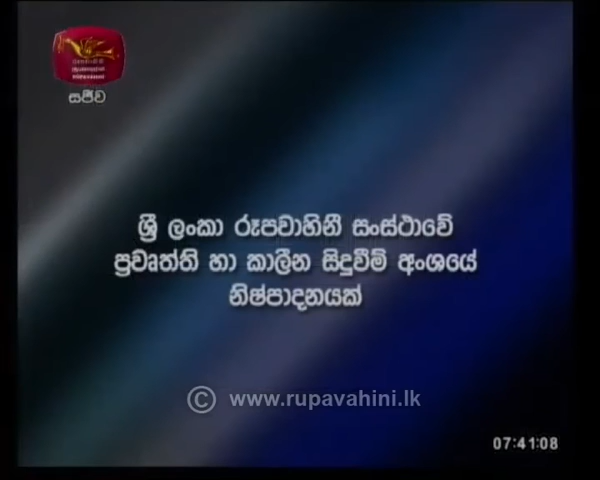 සජීව
ශ්‍රී ලංකා රූපවාහිනී සංස්ථාවේ
ප්‍රවෘත්ති හා කාලීන සිදුවීම් අංශයේ
නිෂ්පාදනයක්
© www.rupavahini.lk
07:41:08